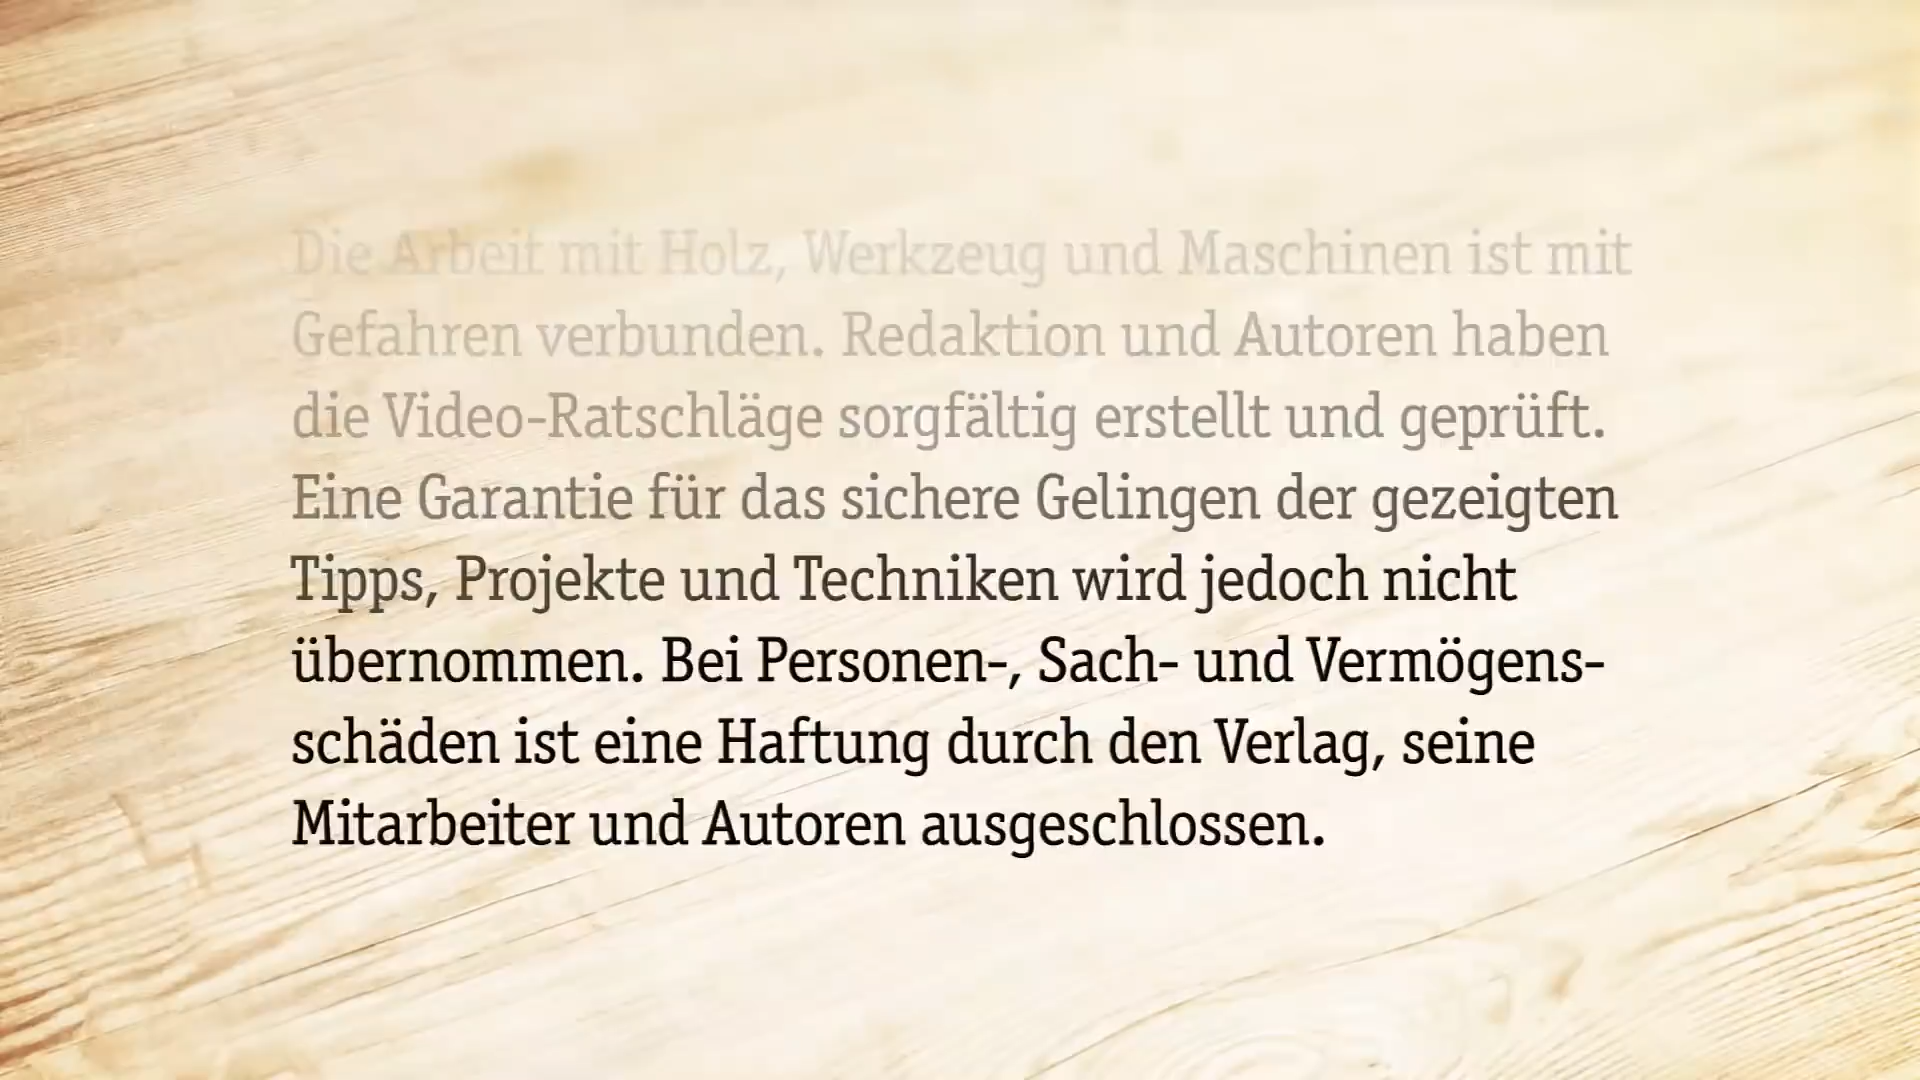 Die Arbeit mit Holz, Werkzeug und Maschinen ist mit
Gefahren verbunden. Redaktion und Autoren haben
die Video-Ratschläge sorgfältig erstellt und geprüft.
Eine Garantie für das sichere Gelingen der gezeigten
Tipps, Projekte und Techniken wird jedoch nicht
übernommen. Bei Personen-, Sach- und Vermögens-
schäden ist eine Haftung durch den Verlag, seine
Mitarbeiter und Autoren ausgeschlossen.